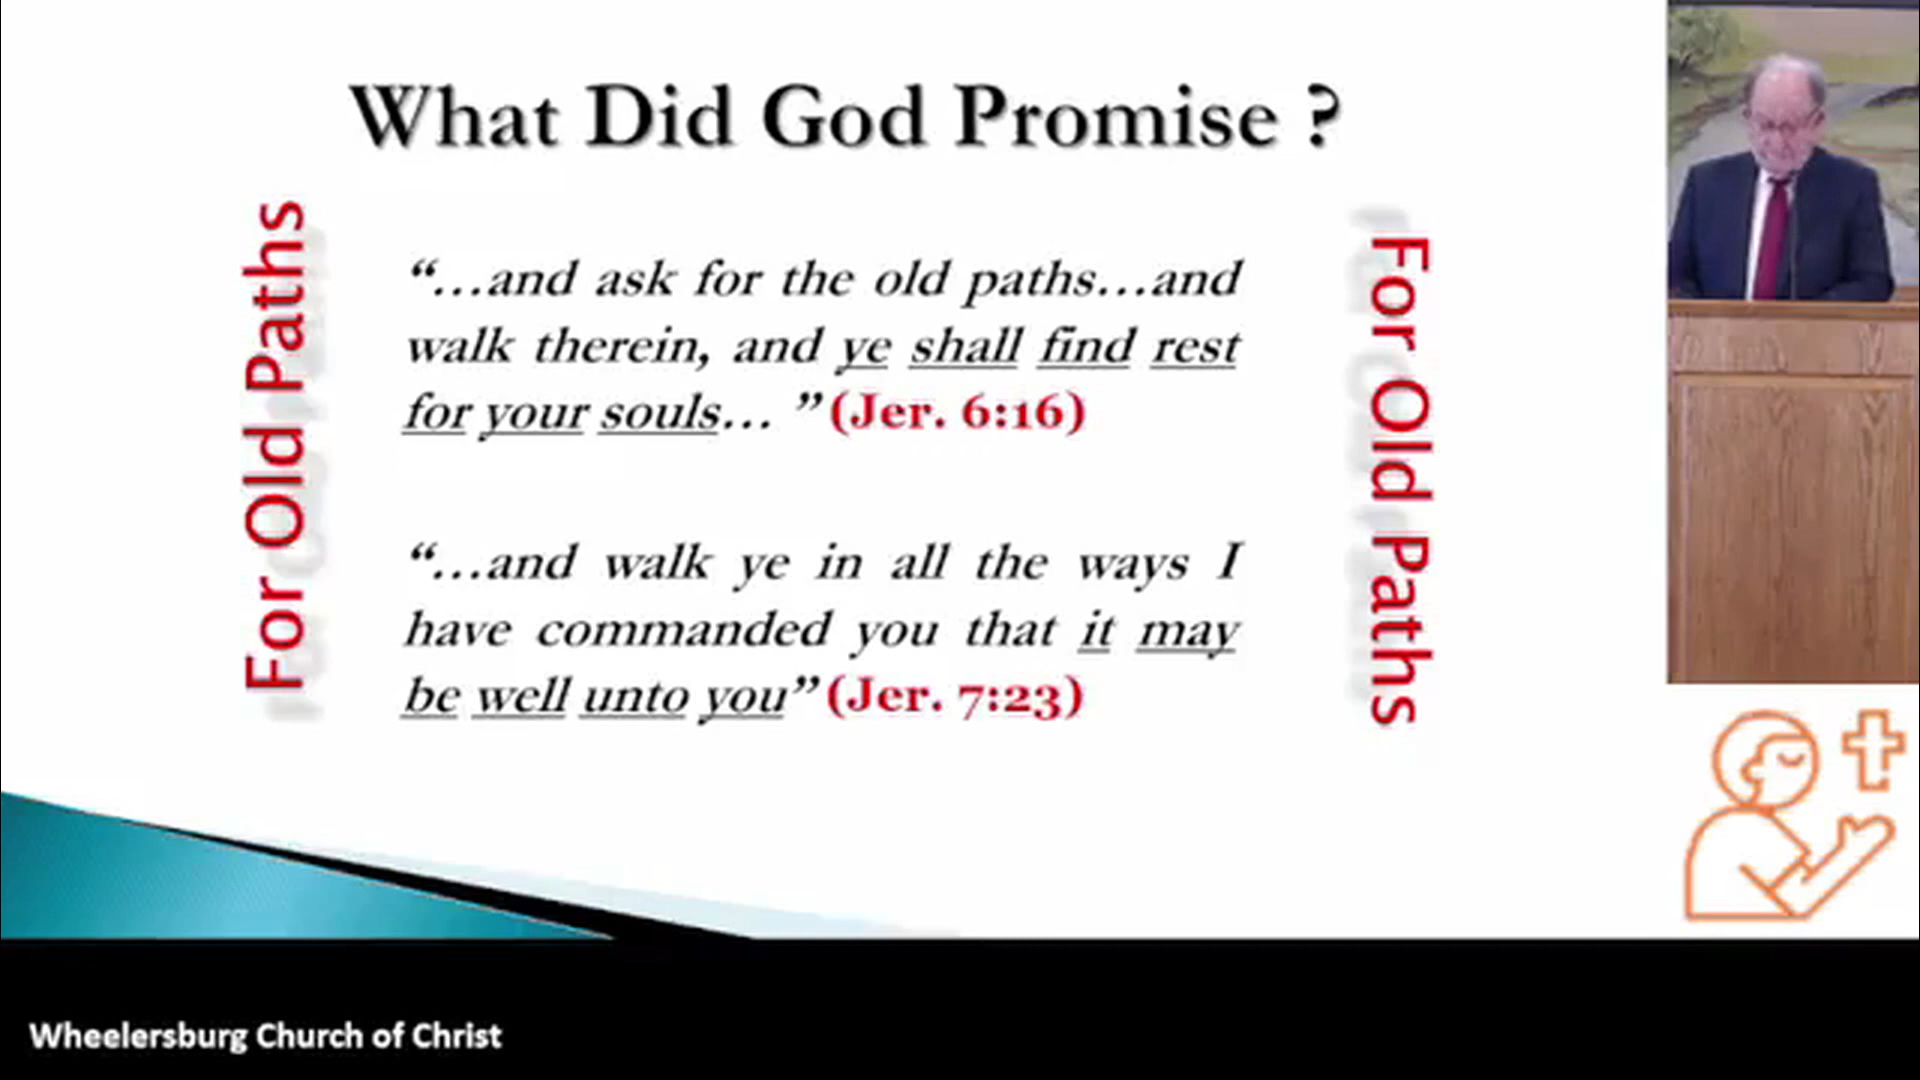 What Did God Promise ?
For Old Paths
“…and ask for the old paths…and
walk therein, and ye shall find rest
for your souls… ” (Jer. 6:16)
“…and walk ye in all the ways I
have commanded you that it may
be well unto you” (Jer. 7:23)
For Old Paths
Wheelersburg Church of Christ